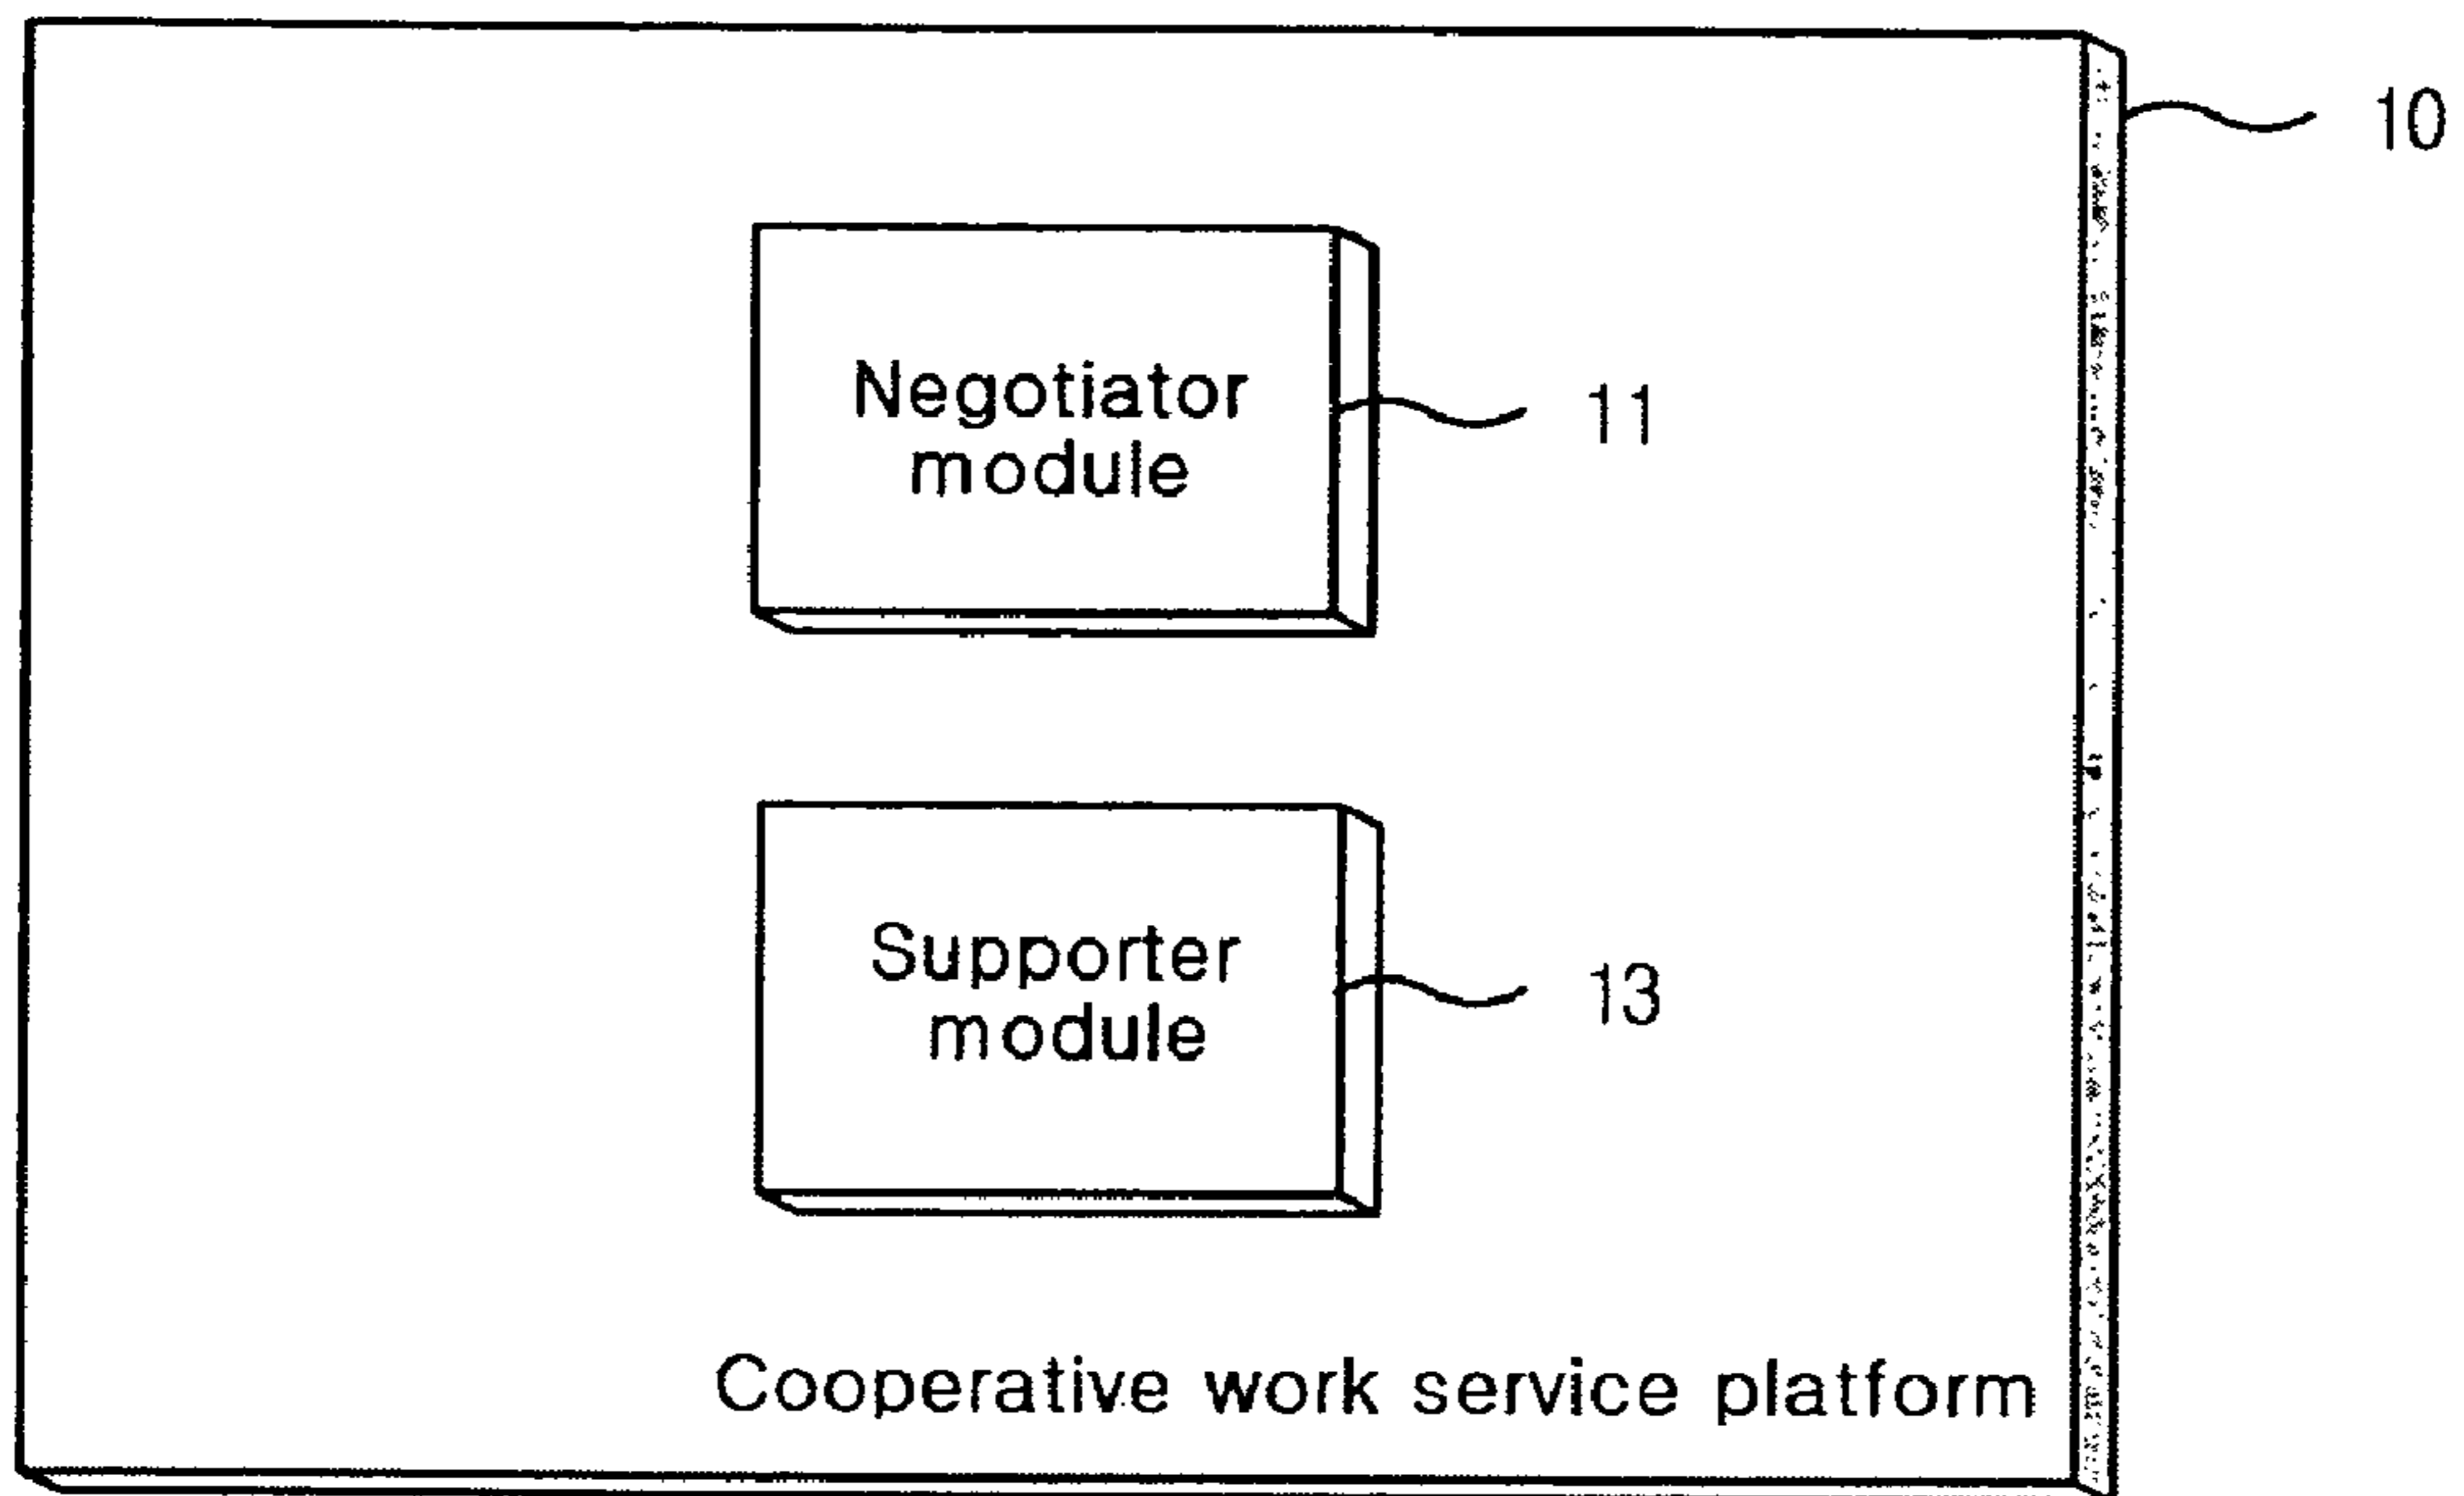 10
Negotiator
module
11
Supporter
module
13
Cooperative work service platform